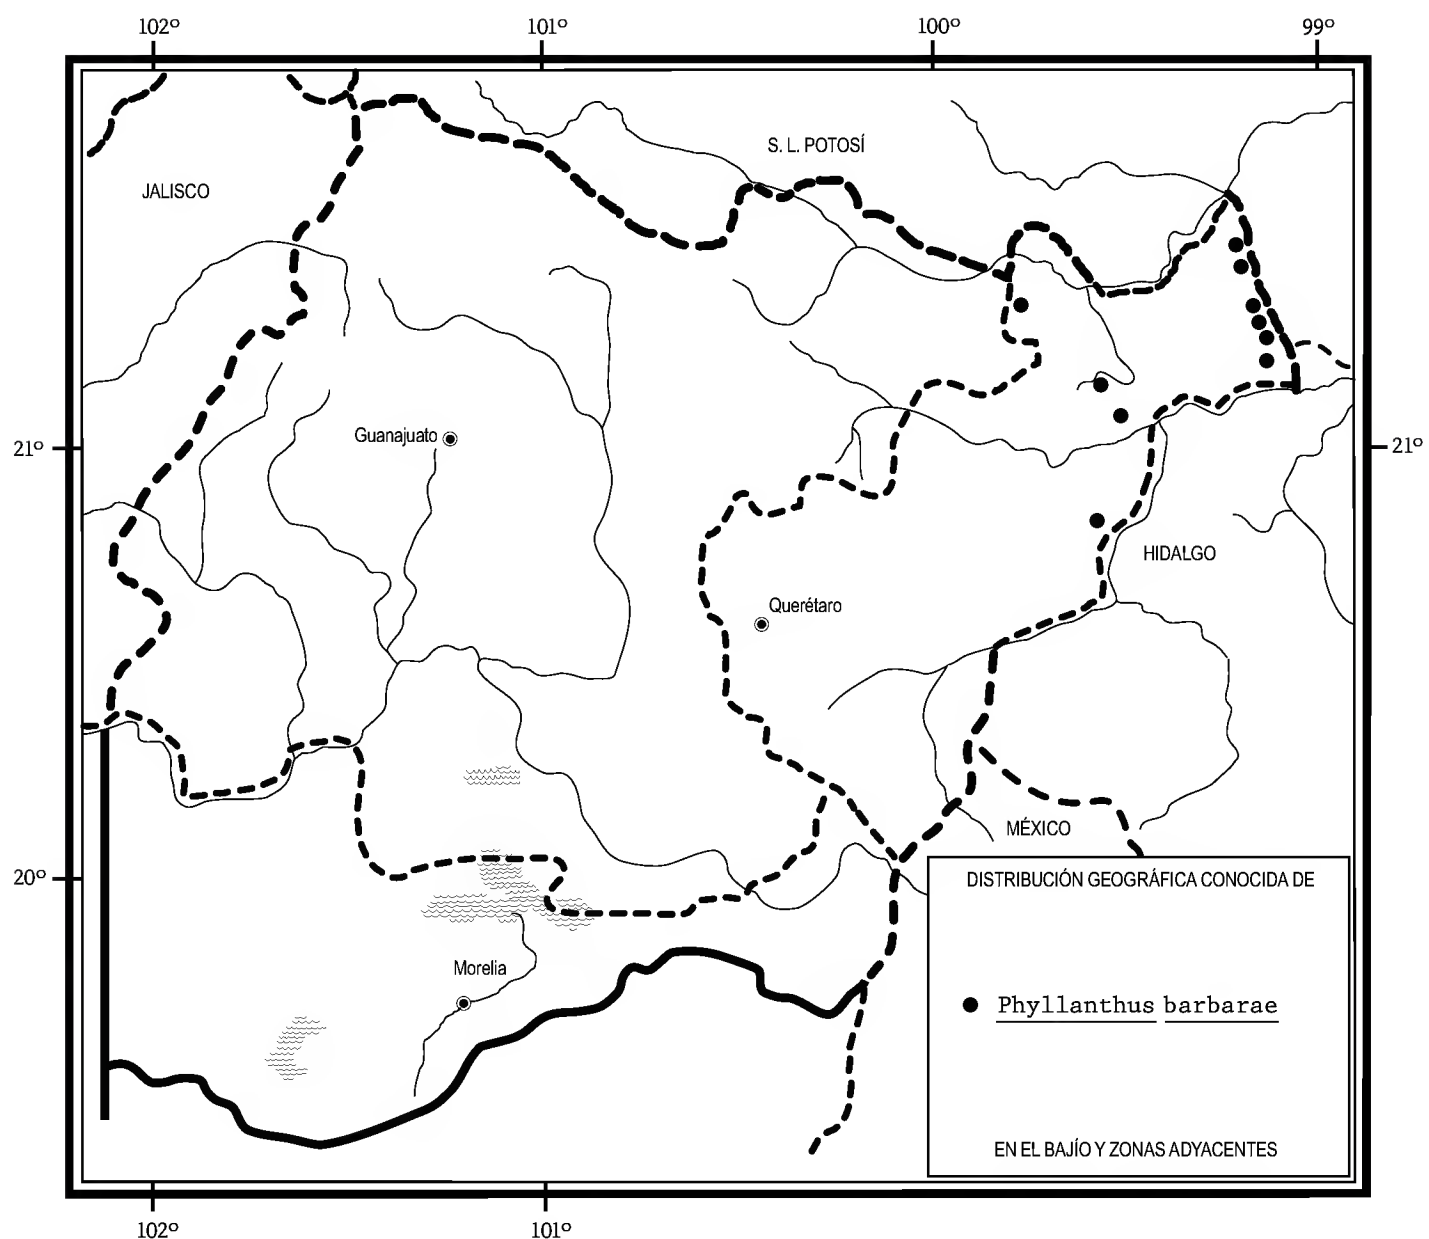 102º 101º 100º 99º
S. L. POTOSÍ
JALISCO
Guanajuato
21º 21º
HIDALGO
Querétaro
MÉXICO
20º
DISTRIBUCIÓN GEOGRÁFICA CONOCIDA DE
Morelia
Phyllanthus barbarae
EN EL BAJÍO Y ZONAS ADYACENTES
102º 101º